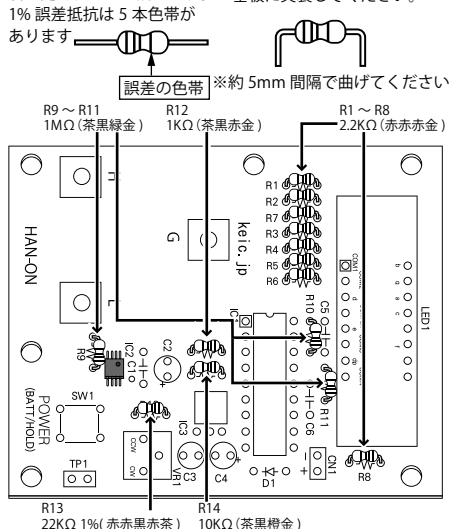 1% 誤差抵抗は 5 本色帯が
あります
誤差の色帯
※約 5mm 間隔で曲げてください
R9 ～ R11
1MΩ ( 茶黒緑金 )
R12
1KΩ ( 茶黒赤金 )
R1 ～ R8
2.2KΩ ( 赤赤赤金 )
HAN-ON
G
keic.jp
R1
R2
R7
R3
R4
R5
R6
COM1
b
a
g
c
f
d
e
dp
LED1
L
R9
IC2
C1
C2
R10
C5
R11
C6
POWER
(BATT/HOLD)
SW1
TP1
CCW
CW
VR1
IC3
C3
C4
D1
CN1
R8
R13
22KΩ 1%( 赤赤黒赤茶 )
R14
10KΩ ( 茶黒橙金 )